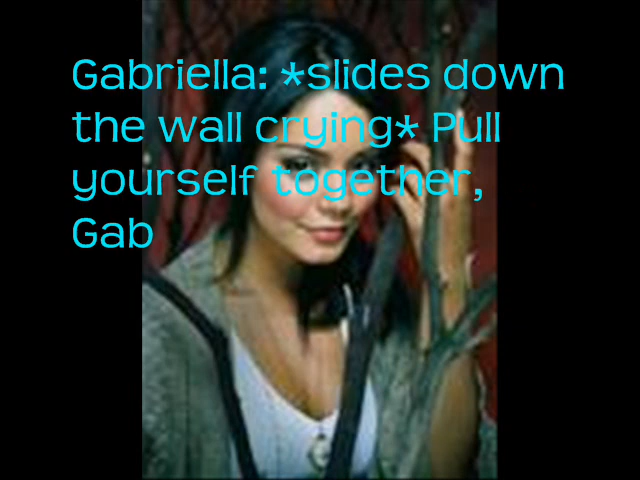 Gabriella: *slides down
the wall crying* Pull
yourself together,
Gab